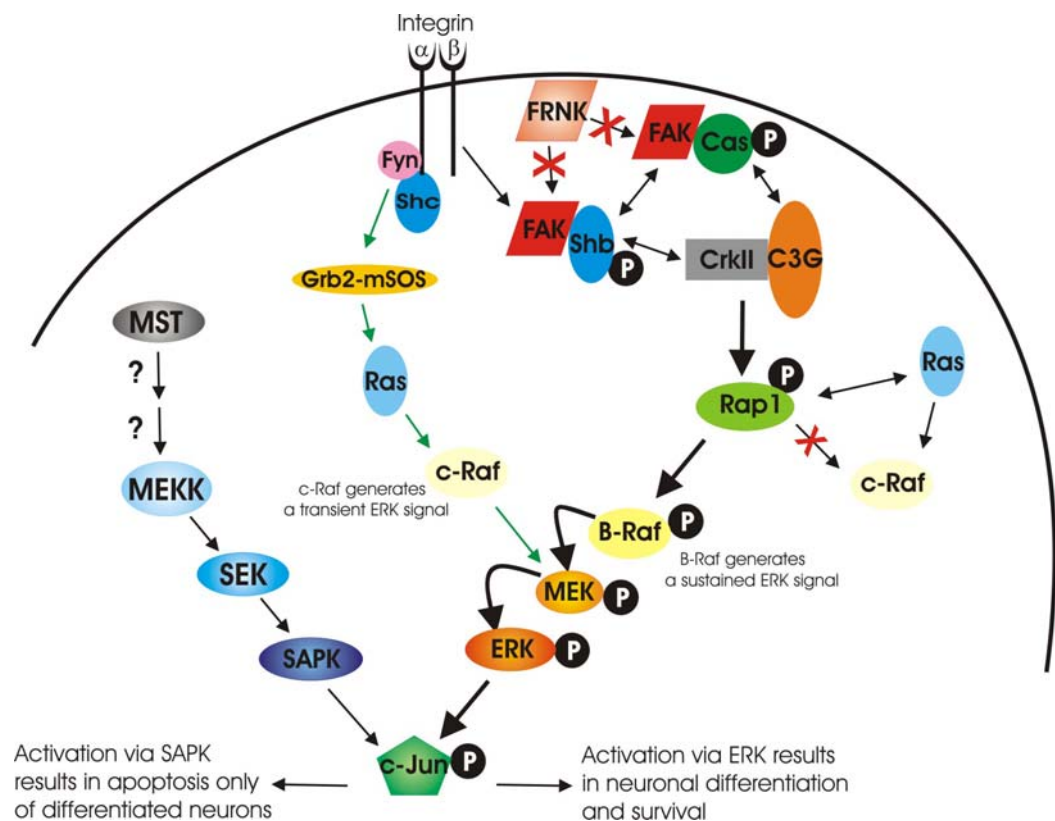 Integrin
α β
FRNK
FAK
Cas
P
Fyn
Shc
FAK
Shb
P
CrkII
C3G
Grb2-mSOS
MST
?
?
Ras
P
Rap1
Ras
MEKK
c-Raf
c-Raf generates
a transient ERK signal
c-Raf
B-Raf
P
B-Raf generates
a sustained ERK signal
SEK
MEK
P
SAPK
ERK
P
c-Jun
P
Activation via SAPK
results in apoptosis only
of differentiated neurons
Activation via ERK results
in neuronal differentiation
and survival